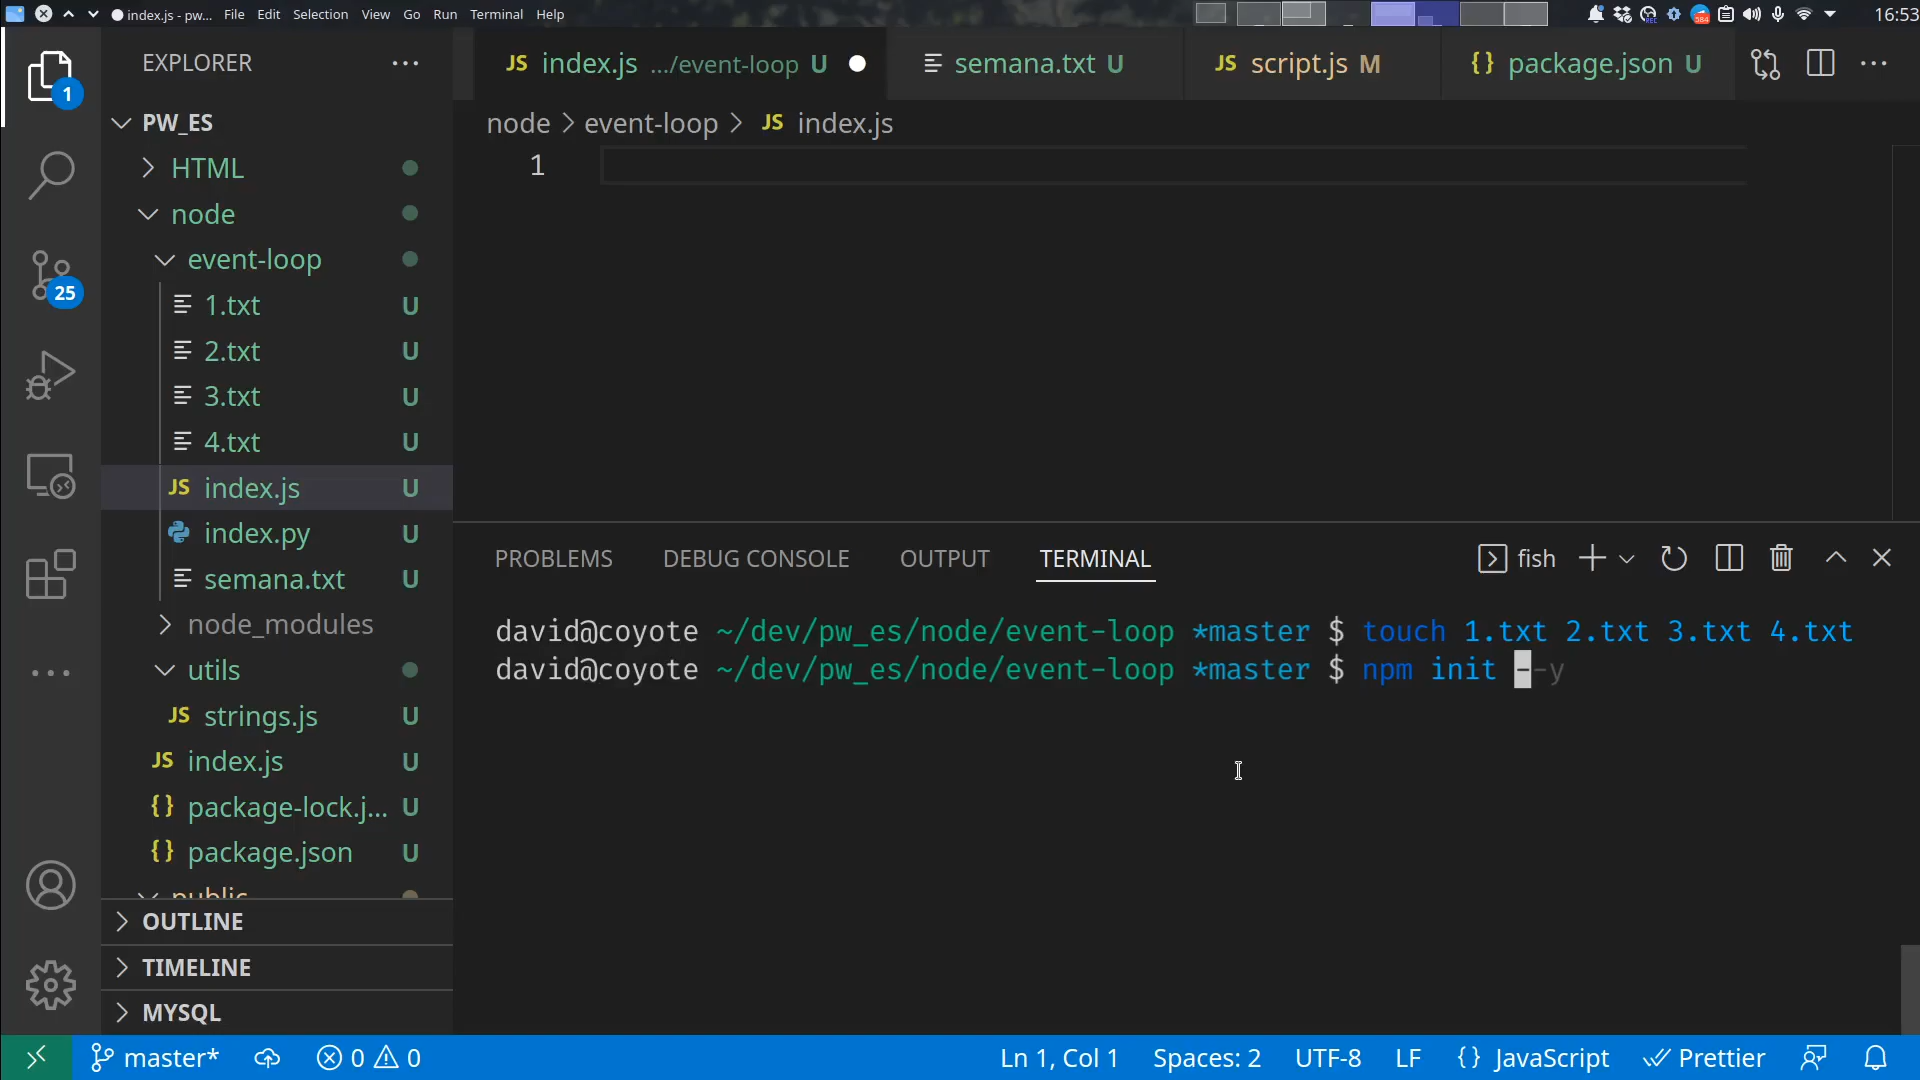 index.js - pw... File Edit Selection View Go Run Terminal Help 584 16:53
EXPLORER ···
JS index.js .../event-loop U semana.txt U JS script.js M {} package.json U ···
1
25
PW_ES
HTML
node
event-loop
1.txt U
2.txt U
3.txt U
4.txt U
JS index.js U
index.py U
semana.txt U
node_modules
utils
JS strings.js U
JS index.js U
{} package-lock.j... U
{} package.json U
public
OUTLINE
TIMELINE
MYSQL
node > event-loop > JS index.js
1
PROBLEMS DEBUG CONSOLE OUTPUT TERMINAL fish
david@coyote ~/dev/pw_es/node/event-loop *master $ touch 1.txt 2.txt 3.txt 4.txt
david@coyote ~/dev/pw_es/node/event-loop *master $ npm init --y
master* 0 0 Ln 1, Col 1 Spaces: 2 UTF-8 LF {} JavaScript Prettier